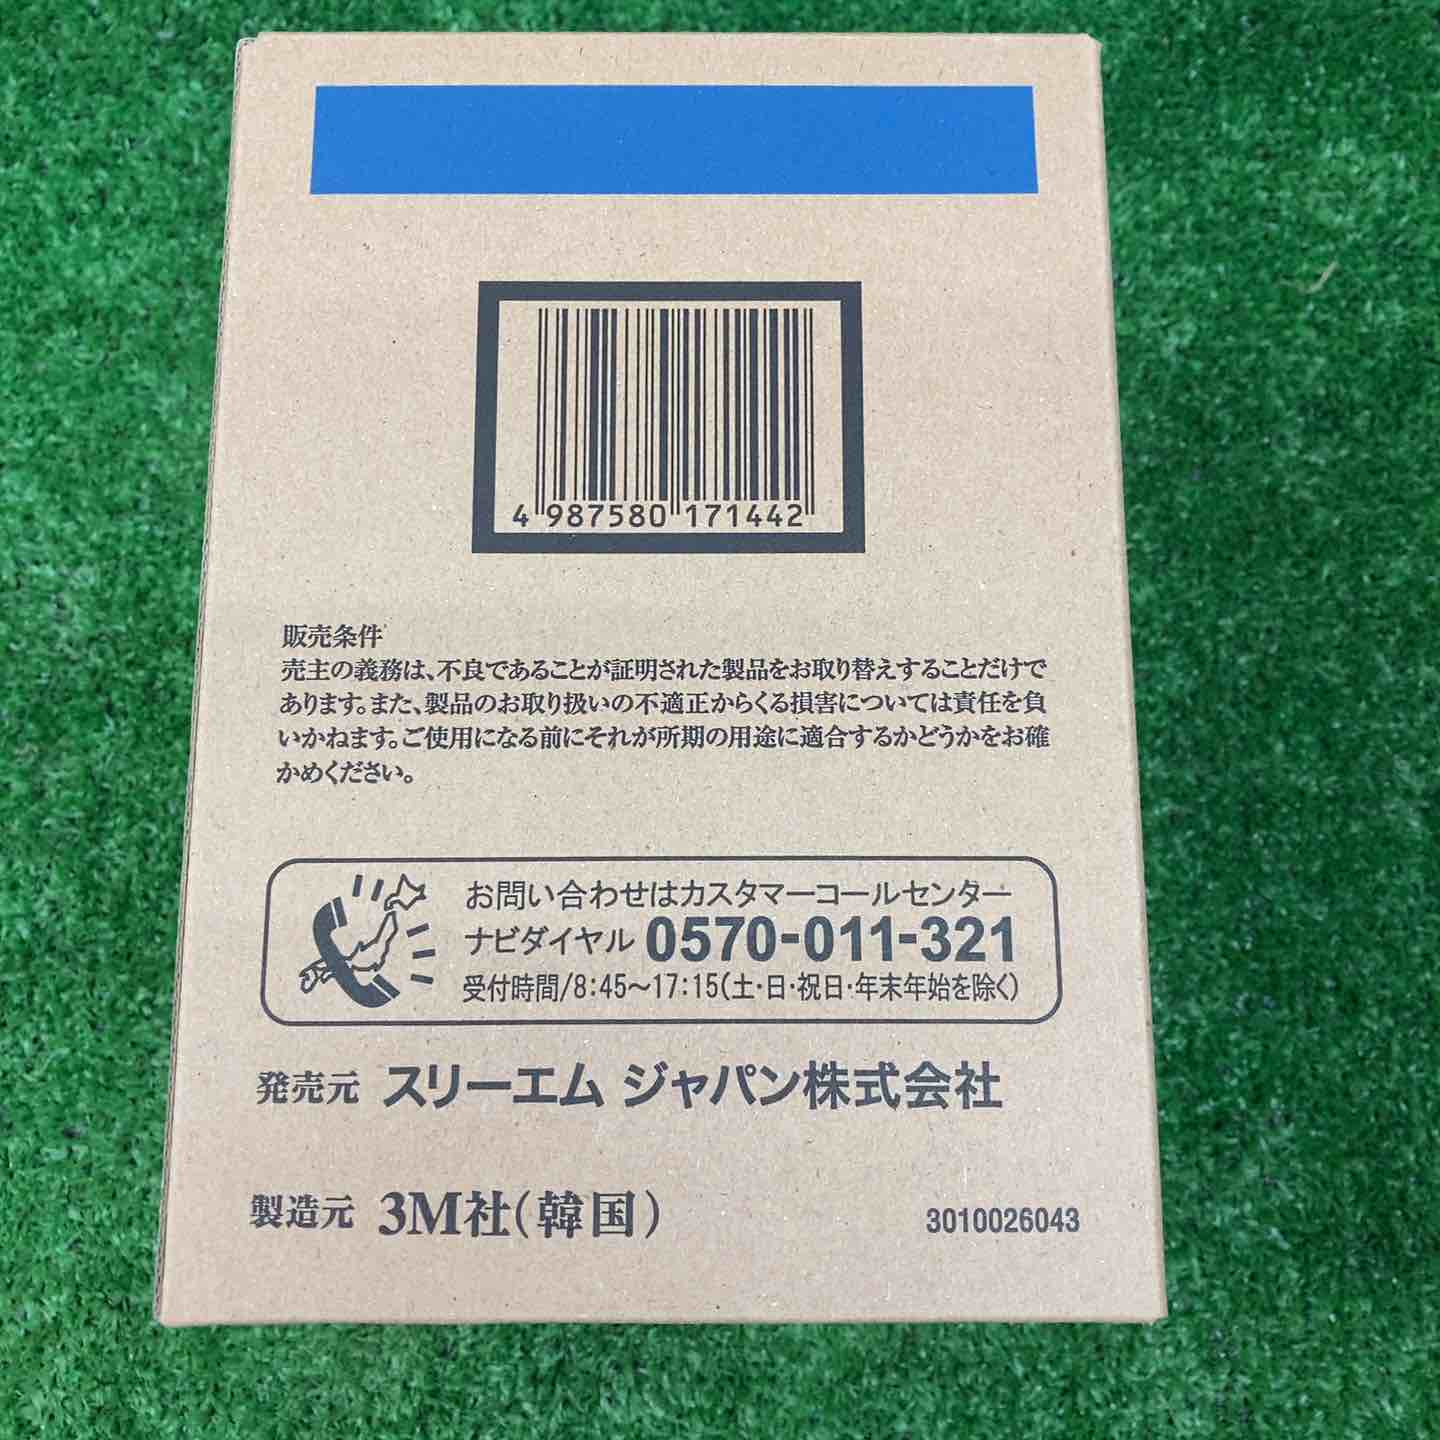 4 987580 171442
販売条件
売主の義務は、不良であることが証明された製品をお取り替えすることだけで
あります。また、製品のお取り扱いの不適正からくる損害については責任を負
いかねます。ご使用になる前にそれが所期の用途に適合するかどうかをお確
かめください。
お問い合わせはカスタマーコールセンター
ナビダイヤル 0570-011-321
受付時間/8:45～17:15(土・日・祝日・年末年始を除く)
発売元 スリーエム ジャパン株式会社
製造元 3M社(韓国)
3010026043